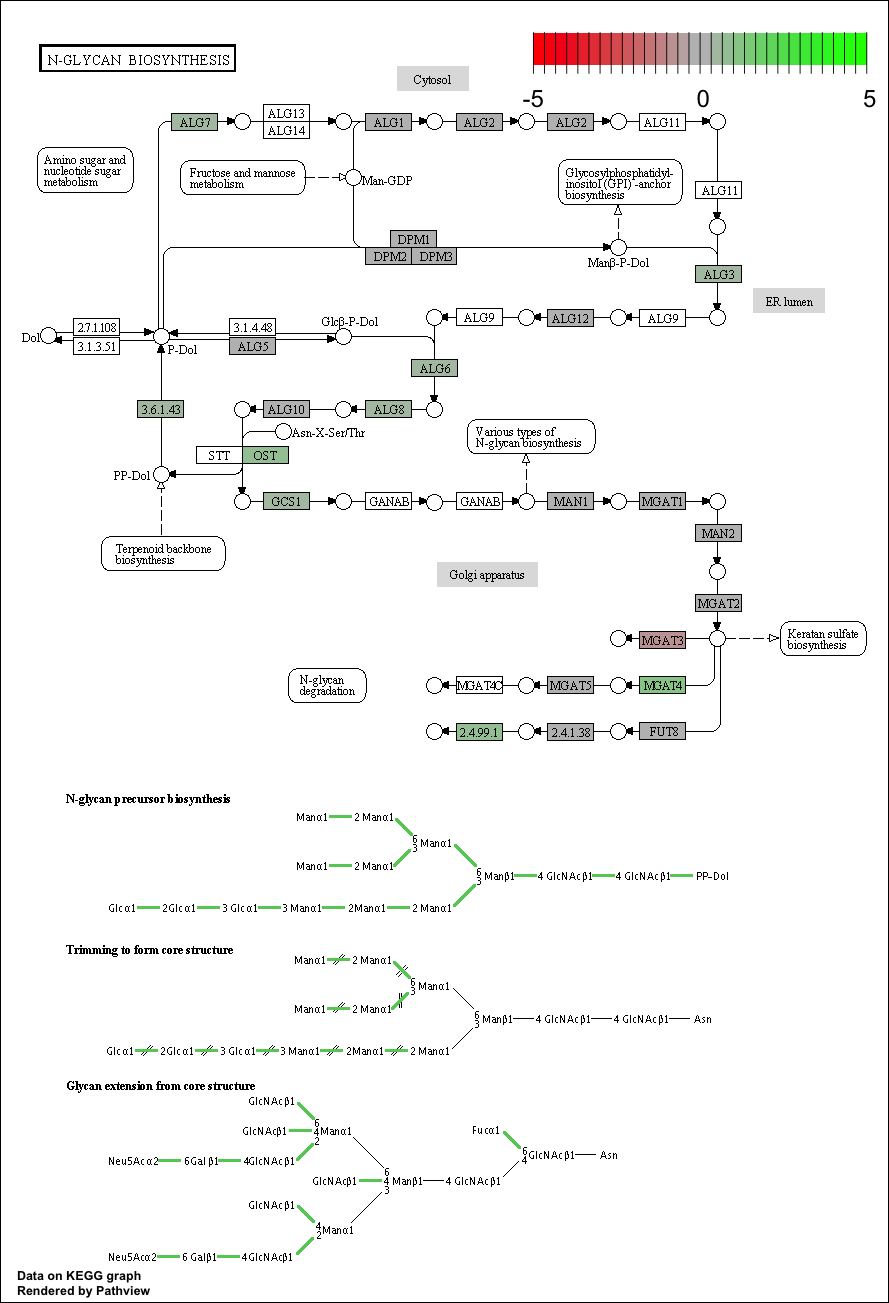 N-GLYCAN BIOSYNTHESIS
-5 0 5
Cytosol
ALG7 ALG13 ALG1 ALG2 ALG2 ALG11
ALG14
Amino sugar and
nucleotide sugar
metabolism
Fructose and mannose
metabolism
Man-GDP
Glycosylphosphatidyl-
inositol (GPI) -anchor
biosynthesis
ALG11
DPM1
DPM2 DPM3
Manβ-P-Dol
ALG3
ER lumen
Dol
2.7.1.108
3.1.3.51
P-Dol
3.1.4.48
ALG5
Glcβ-P-Dol
ALG9 ALG12 ALG9
ALG6
3.6.1.43 ALG10 ALG8
Asn-X-Ser/Thr
STT OST
Various types of
N-glycan biosynthesis
PP-Dol
GCS1 GANAB GANAB MAN1 MGAT1
MAN2
Terpenoid backbone
biosynthesis
Golgi apparatus
MGAT2
MGAT3
Keratan sulfate
biosynthesis
N-glycan
degradation
MGAT4C MGAT5 MGAT4
2.4.99.1 2.4.1.38 FUT8
N-glycan precursor biosynthesis
Manα1 2 Manα1
6
3 Manα1
Manα1 2 Manα1
6
3 Manβ1 4 GlcNAcβ1 4 GlcNAcβ1 PP-Dol
Glcα1 2Glcα1 3 Glcα1 3 Manα1 2Manα1 2 Manα1
Trimming to form core structure
Manα1 2 Manα1
6
3 Manα1
Manα1 2 Manα1
6
3 Manβ1 4 GlcNAcβ1 4 GlcNAcβ1 Asn
Glcα1 2Glcα1 3 Glcα1 3 Manα1 2Manα1 2 Manα1
Glycan extension from core structure
GlcNAcβ1
6
GlcNAcβ1 4Manα1
2
Neu5Acα2 6Galβ1 4GlcNAcβ1
Fucα1
6
4 GlcNAcβ1 Asn
6
GlcNAcβ1 4 Manβ1 4 GlcNAcβ1
3
GlcNAcβ1
4
2 Manα1
Neu5Acα2 6 Galβ1 4GlcNAcβ1
Data on KEGG graph
Rendered by Pathview